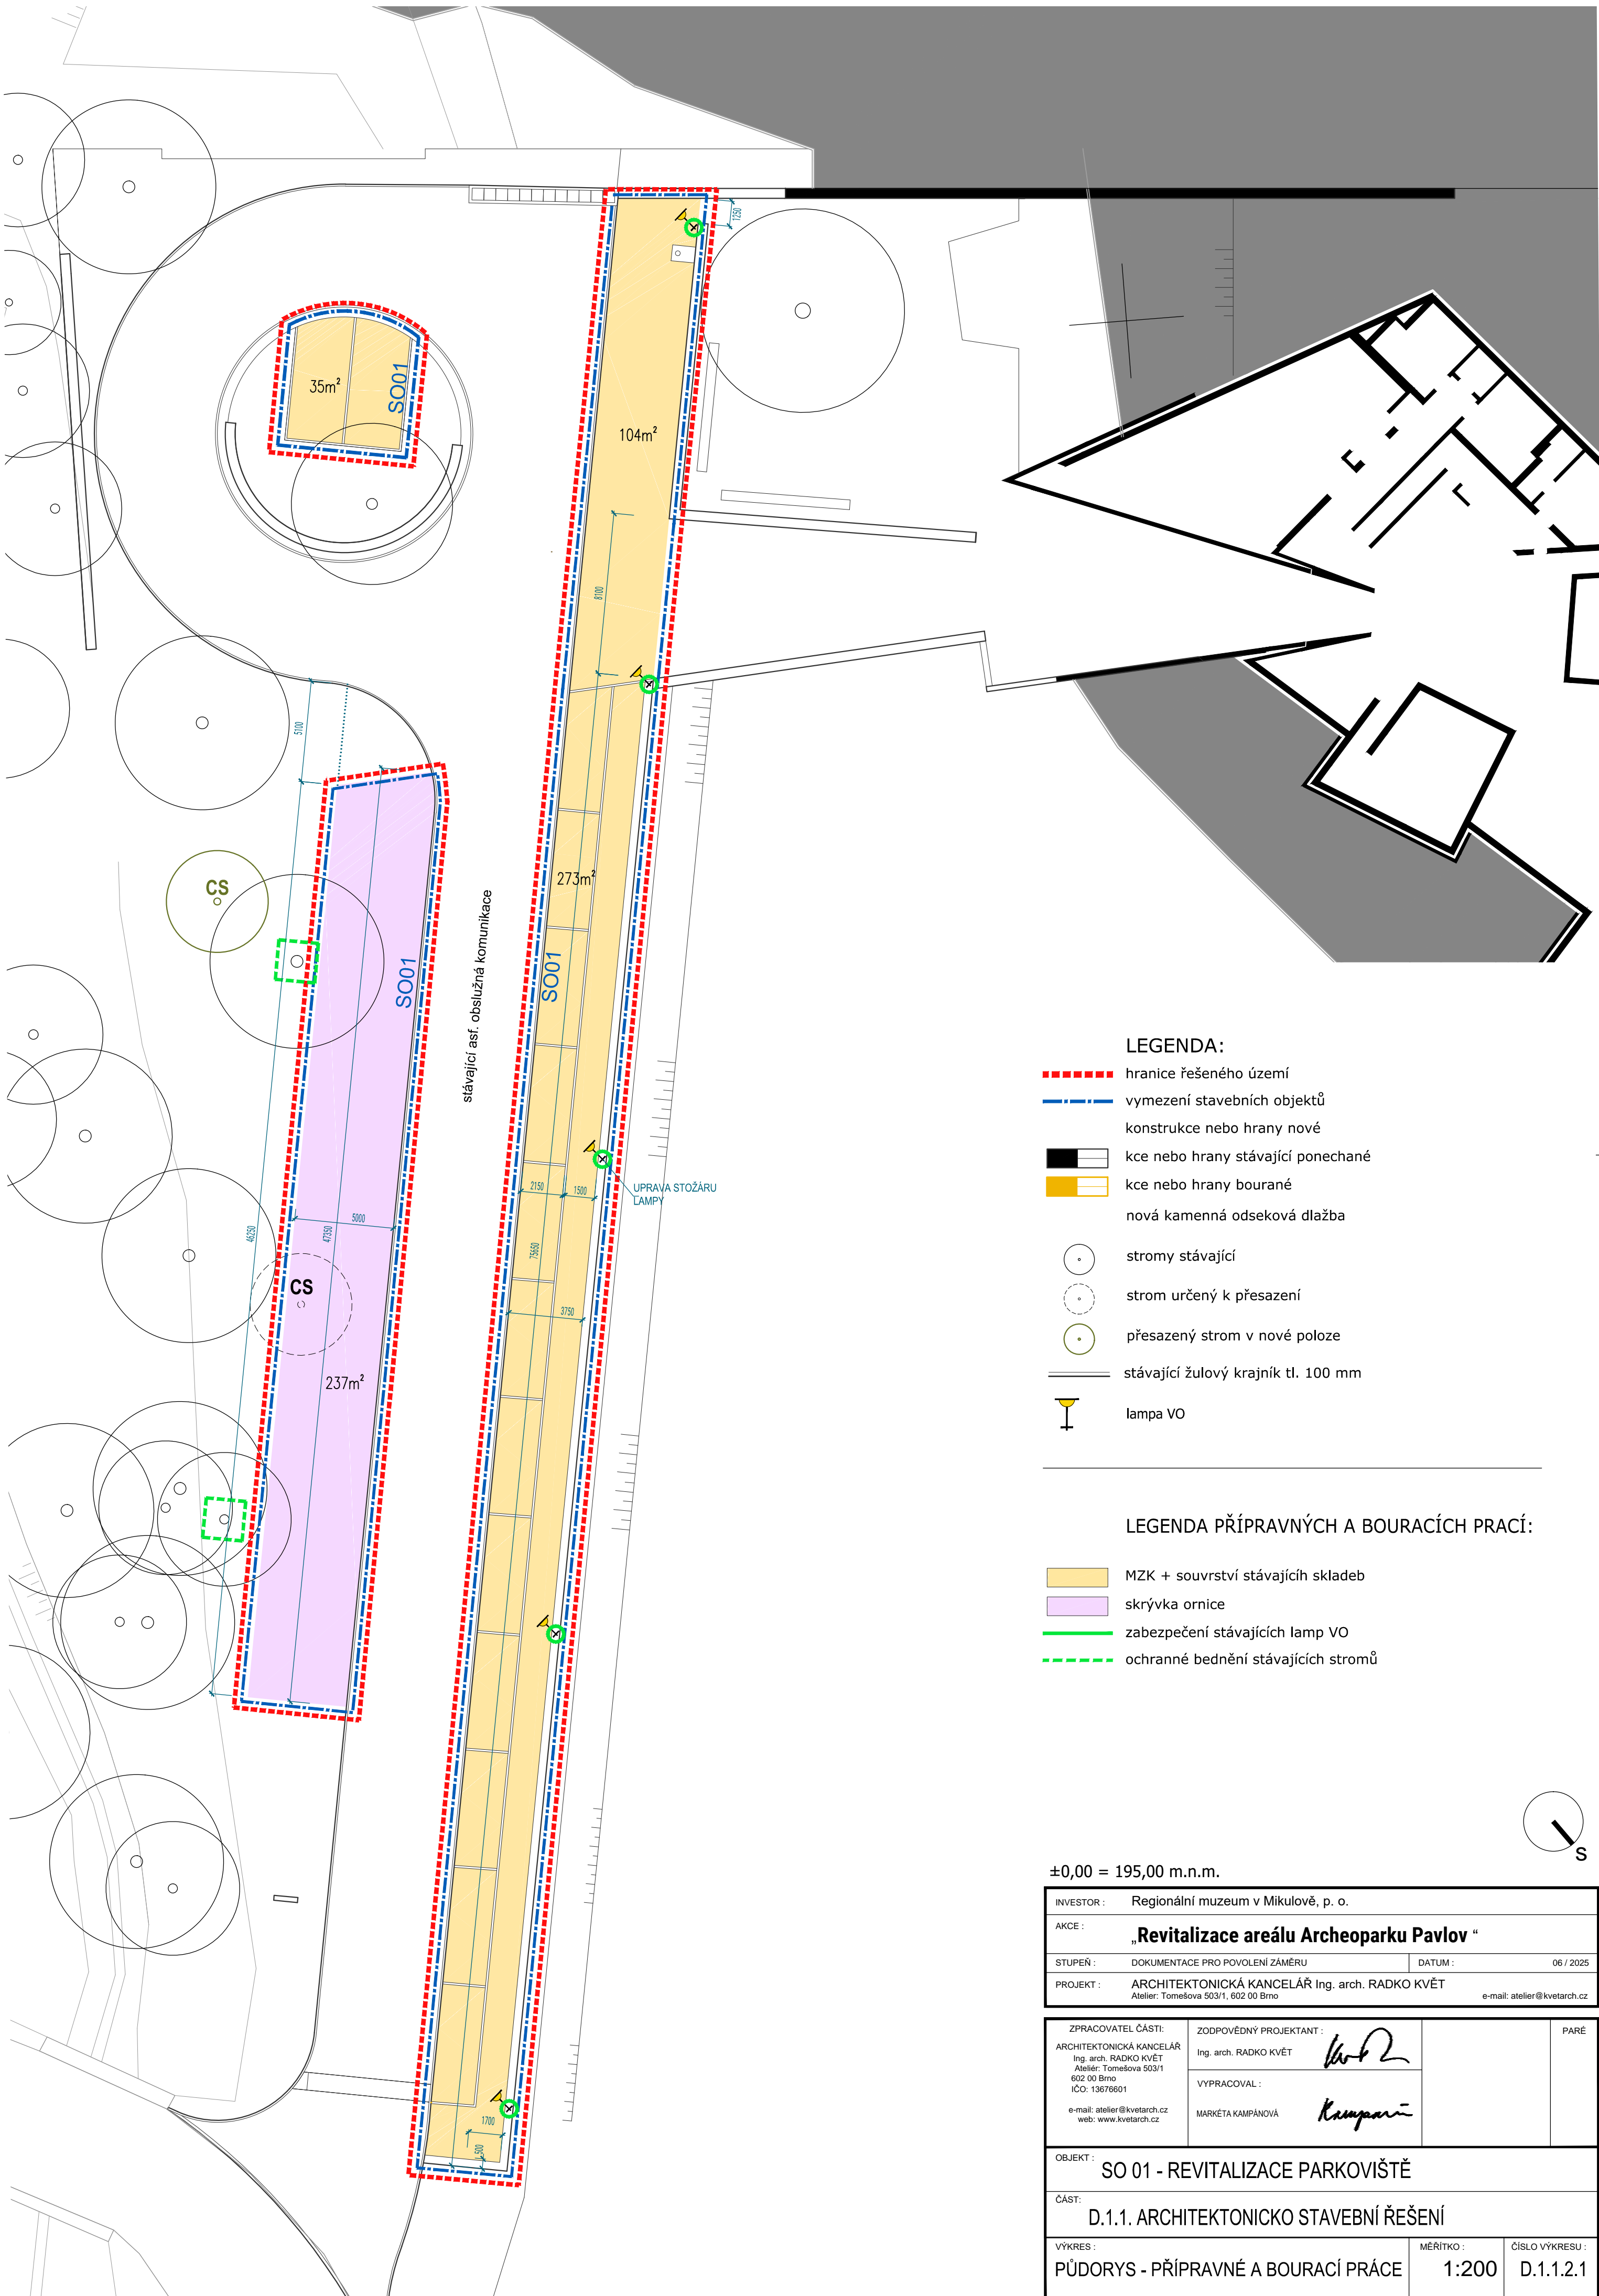 1250
35m²
SO01
104m²
8100
5100
CS
273m²
SO01
SO01
stávající asf. obslužná komunikace
2150
1500
UPRAVA STOŽÁRU
LAMPY
46250
5000
47350
75650
CS
3750
237m²
1700
500
LEGENDA:
hranice řešeného území
vymezení stavebních objektů
konstrukce nebo hrany nové
kce nebo hrany stávající ponechané
kce nebo hrany bourané
nová kamenná odseková dlažba
stromy stávající
strom určený k přesazení
přesazený strom v nové poloze
stávající žulový krajník tl. 100 mm
lampa VO
LEGENDA PŘÍPRAVNÝCH A BOURACÍCH PRACÍ:
MZK + souvrství stávajícíh skladeb
skrývka ornice
zabezpečení stávajících lamp VO
ochranné bednění stávajících stromů
S
±0,00 = 195,00 m.n.m.
INVESTOR : Regionální muzeum v Mikulově, p. o.
AKCE : „Revitalizace areálu Archeoparku Pavlov “
STUPEŇ : DOKUMENTACE PRO POVOLENÍ ZÁMĚRU DATUM : 06 / 2025
PROJEKT : ARCHITEKTONICKÁ KANCELÁŘ Ing. arch. RADKO KVĚT
Atelier: Tomešova 503/1, 602 00 Brno e-mail: atelier@kvetarch.cz
ZPRACOVATEL ČÁSTI:
ARCHITEKTONICKÁ KANCELÁŘ
Ing. arch. RADKO KVĚT
Ateliér: Tomešova 503/1
602 00 Brno
IČO: 13676601
e-mail: atelier@kvetarch.cz
web: www.kvetarch.cz
ZODPOVĚDNÝ PROJEKTANT :
Ing. arch. RADKO KVĚT
VYPRACOVAL :
MARKÉTA KAMPÁNOVÁ
PARÉ
OBJEKT : SO 01 - REVITALIZACE PARKOVIŠTĚ
ČÁST:
D.1.1. ARCHITEKTONICKO STAVEBNÍ ŘEŠENÍ
VÝKRES :
PŮDORYS - PŘÍPRAVNÉ A BOURACÍ PRÁCE
MĚŘÍTKO :
1:200
ČÍSLO VÝKRESU :
D.1.1.2.1